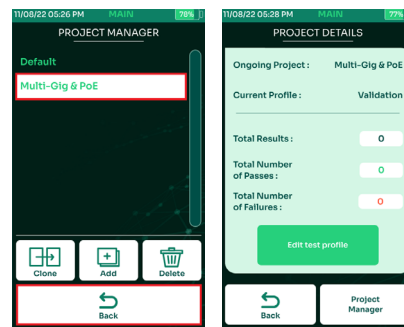 11/08/22 05:26 PM MAIN 78%
PROJECT MANAGER
Default
Multi-Gig & PoE
Clone
Add
Delete
Back
11/08/22 05:28 PM MAIN 77%
PROJECT DETAILS
Ongoing Project : Multi-Gig & PoE
Current Profile : Validation
Total Results : 0
Total Number
of Passes : 0
Total Number
of Failures : 0
Edit test profile
Back
Project
Manager